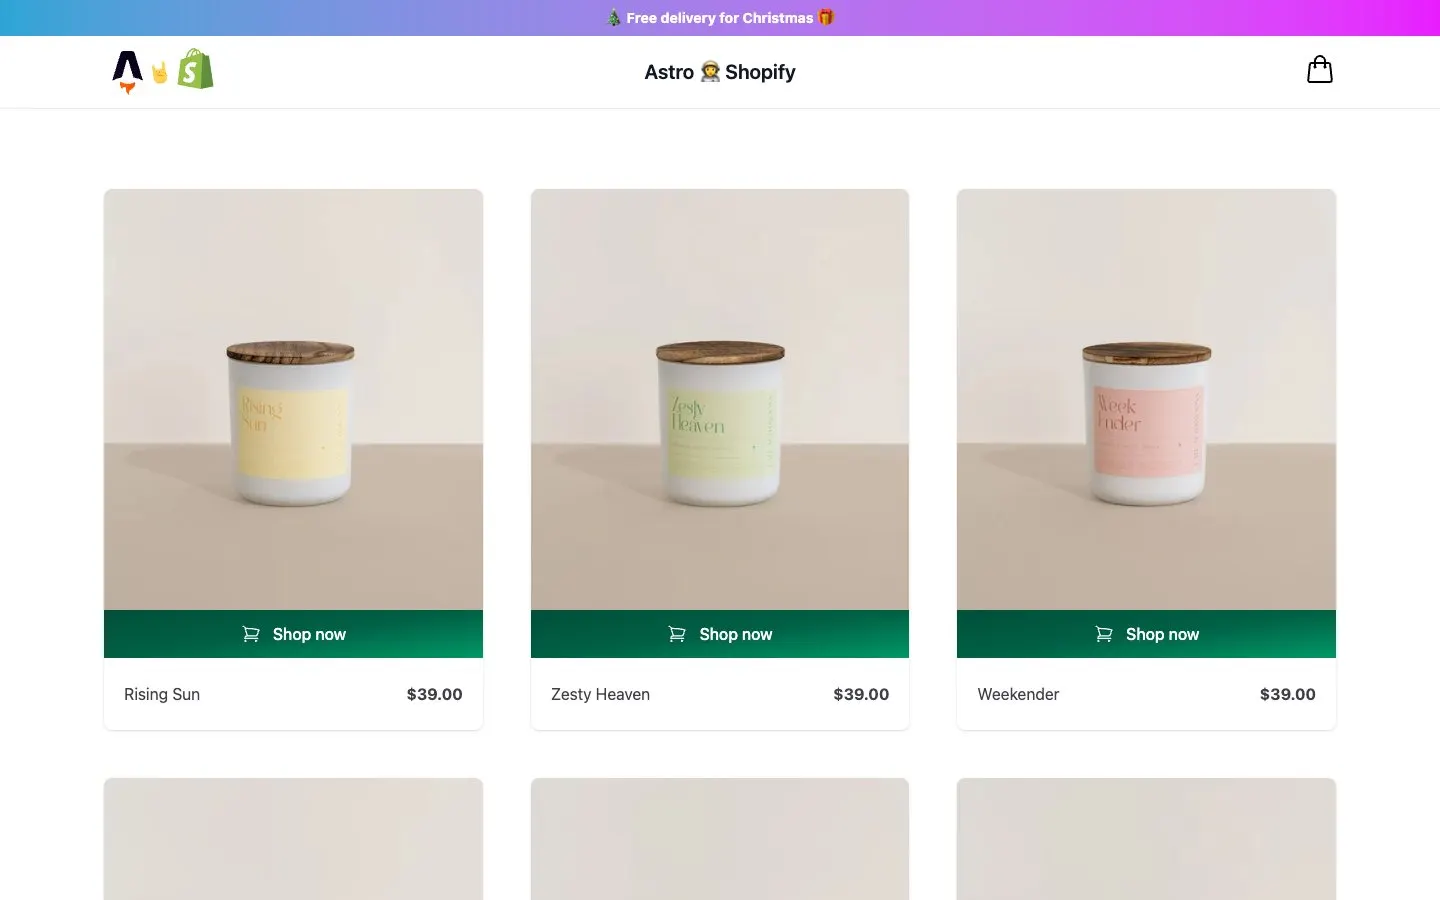 🎄 Free delivery for Christmas 🎁
Astro 🧑‍🚀 Shopify
Rising
Sun
Zesty
Heaven
Week
Ender
Shop now
Shop now
Shop now
Rising Sun
$39.00
Zesty Heaven
$39.00
Weekender
$39.00